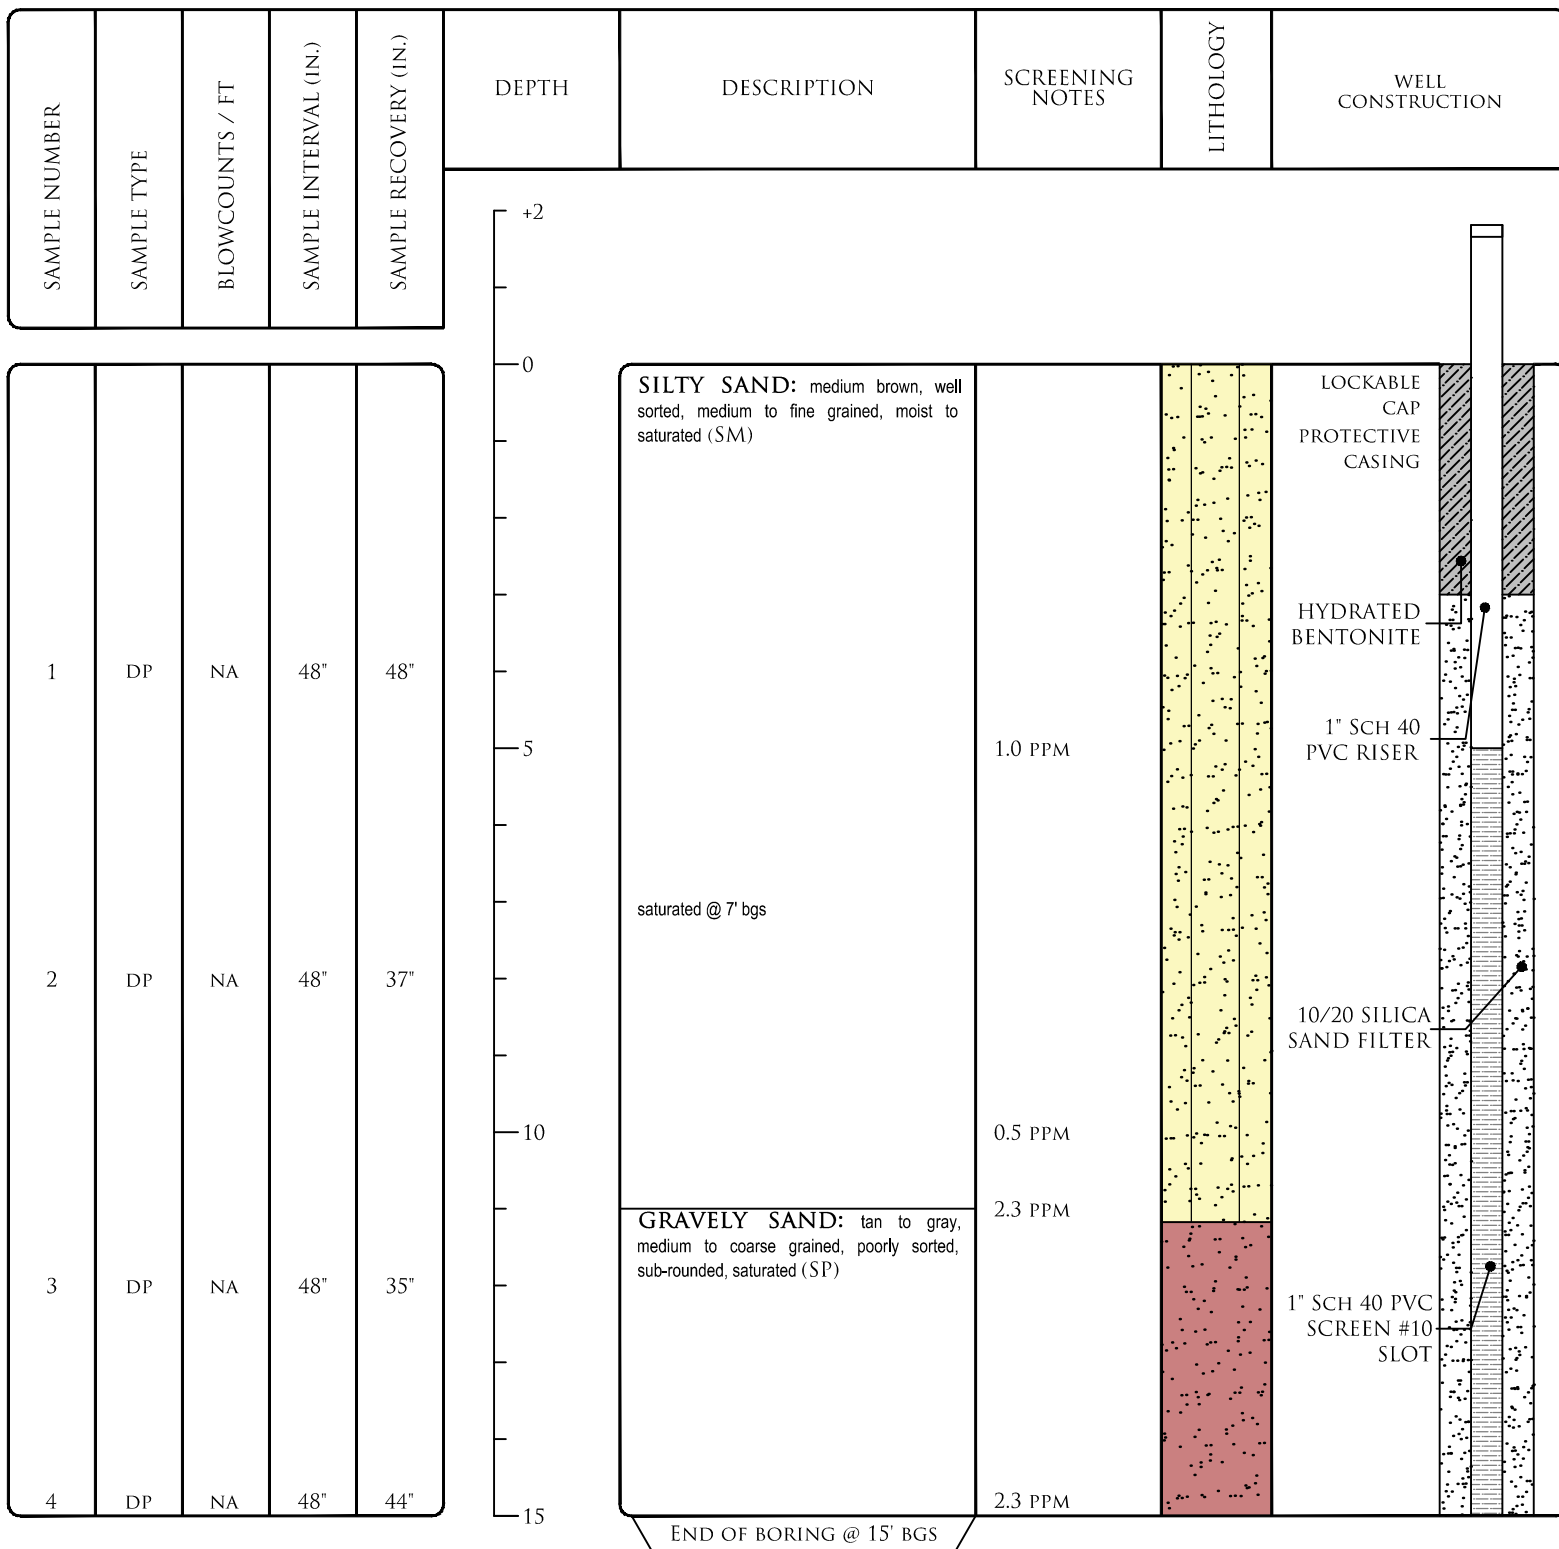 SAMPLE NUMBER
SAMPLE TYPE
BLOWCOUNTS / FT
SAMPLE INTERVAL (IN.)
SAMPLE RECOVERY (IN.)
DEPTH
DESCRIPTION
SCREENING
NOTES
LITHOLOGY
WELL
CONSTRUCTION
+2
0
SILTY SAND: medium brown, well
sorted, medium to fine grained, moist to
saturated (SM)
LOCKABLE
CAP
PROTECTIVE
CASING
HYDRATED
BENTONITE
1 DP NA 48" 48"
1" SCH 40
PVC RISER
5
1.0 PPM
saturated @ 7' bgs
2 DP NA 48" 37"
10/20 SILICA
SAND FILTER
10
0.5 PPM
2.3 PPM
GRAVELY SAND: tan to gray,
medium to coarse grained, poorly sorted,
sub-rounded, saturated (SP)
3 DP NA 48" 35"
1" SCH 40 PVC
SCREEN #10
SLOT
4 DP NA 48" 44"
2.3 PPM
15
END OF BORING @ 15' BGS